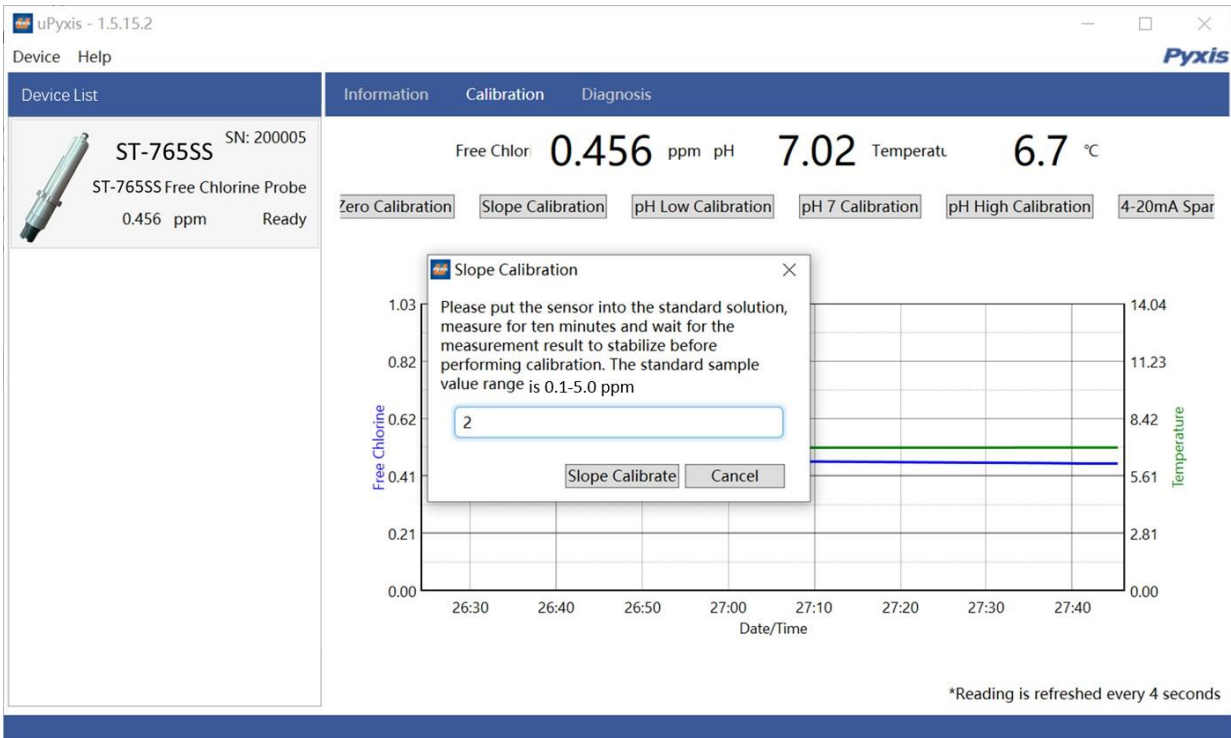 uPyxis - 1.5.15.2
Device Help
Pyxis
Device List
Information Calibration Diagnosis
ST-765SS SN: 200005
ST-765SS Free Chlorine Probe
0.456 ppm Ready
Free Chlori 0.456 ppm pH 7.02 Temperatu 6.7 ℃
Zero Calibration Slope Calibration pH Low Calibration pH 7 Calibration pH High Calibration 4-20mA Span
Slope Calibration
Please put the sensor into the standard solution,
measure for ten minutes and wait for the
measurement result to stabilize before
performing calibration. The standard sample
value range is 0.1-5.0 ppm
2
Slope Calibrate Cancel
Free Chlorine
1.03
0.82
0.62
0.41
0.21
0.00
14.04
11.23
8.42
5.61
2.81
0.00
Temperature
26:30 26:40 26:50 27:00 27:10 27:20 27:30 27:40
Date/Time
*Reading is refreshed every 4 seconds